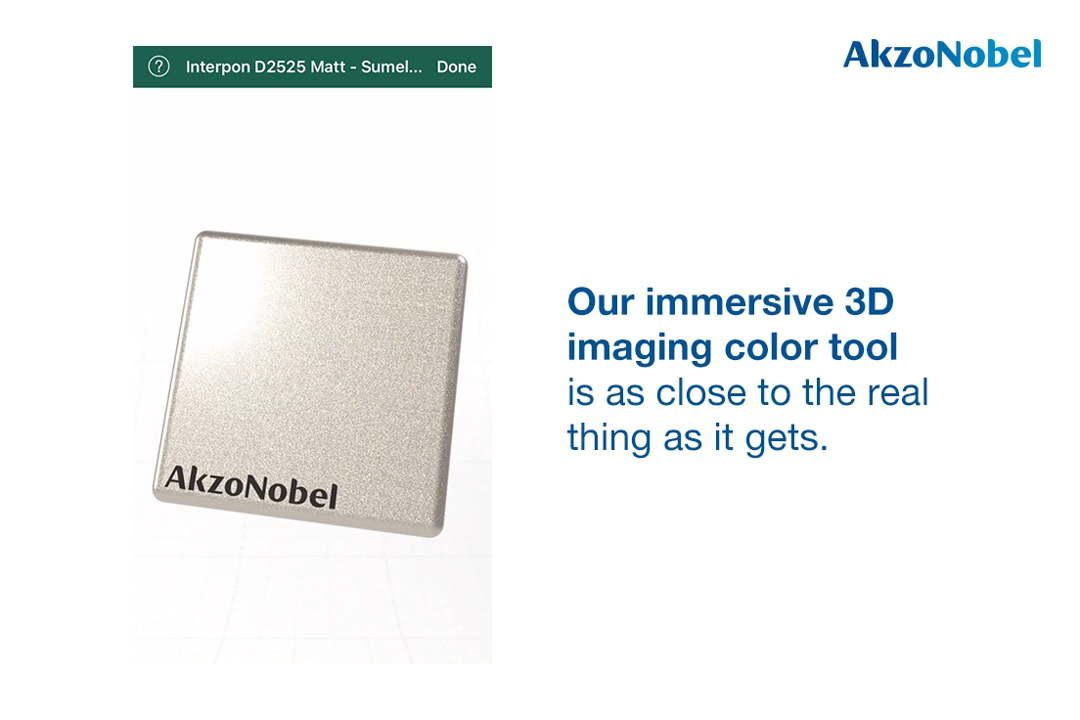 AkzoNobel
Interpon D2525 Matt - Sumel... Done
AkzoNobel
Our immersive 3D
imaging color tool
is as close to the real
thing as it gets.